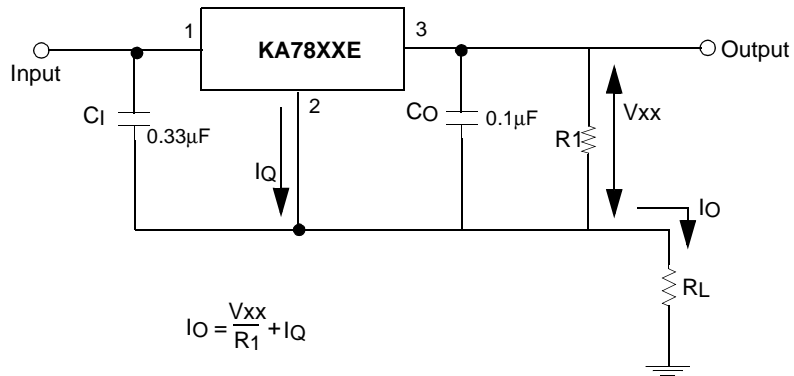 1
KA78XXE
3
Input
Output
CI
0.33μF
2
IQ
CO
0.1μF
R1
Vxx
IO
RL
IO = Vxx/R1 + IQ